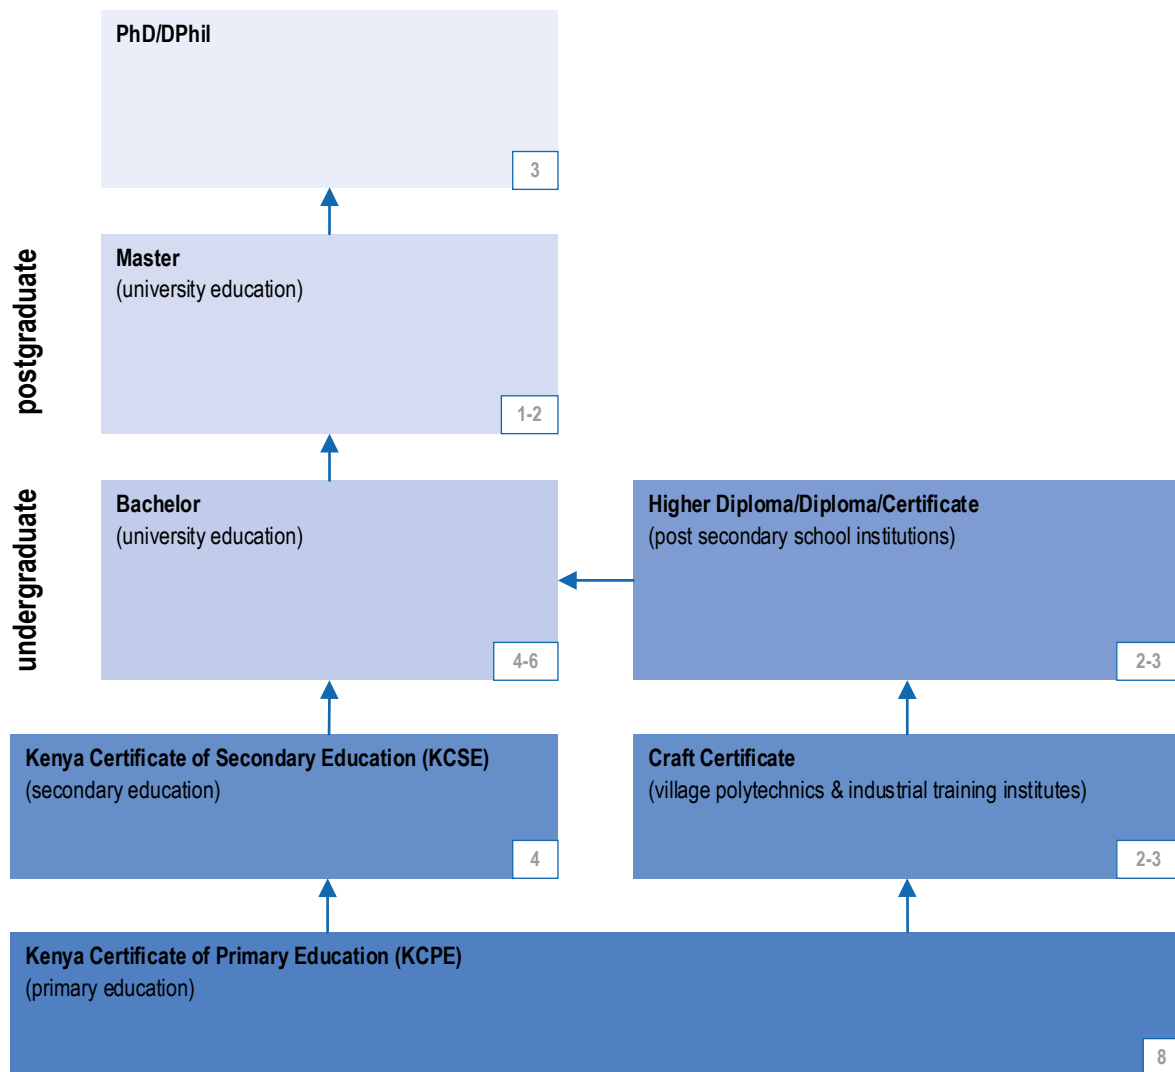 PhD/DPhil
3
postgraduate
Master
(university education)
1-2
undergraduate
Bachelor
(university education)
4-6
Higher Diploma/Diploma/Certificate
(post secondary school institutions)
2-3
Kenya Certificate of Secondary Education (KCSE)
(secondary education)
4
Craft Certificate
(village polytechnics & industrial training institutes)
2-3
Kenya Certificate of Primary Education (KCPE)
(primary education)
8